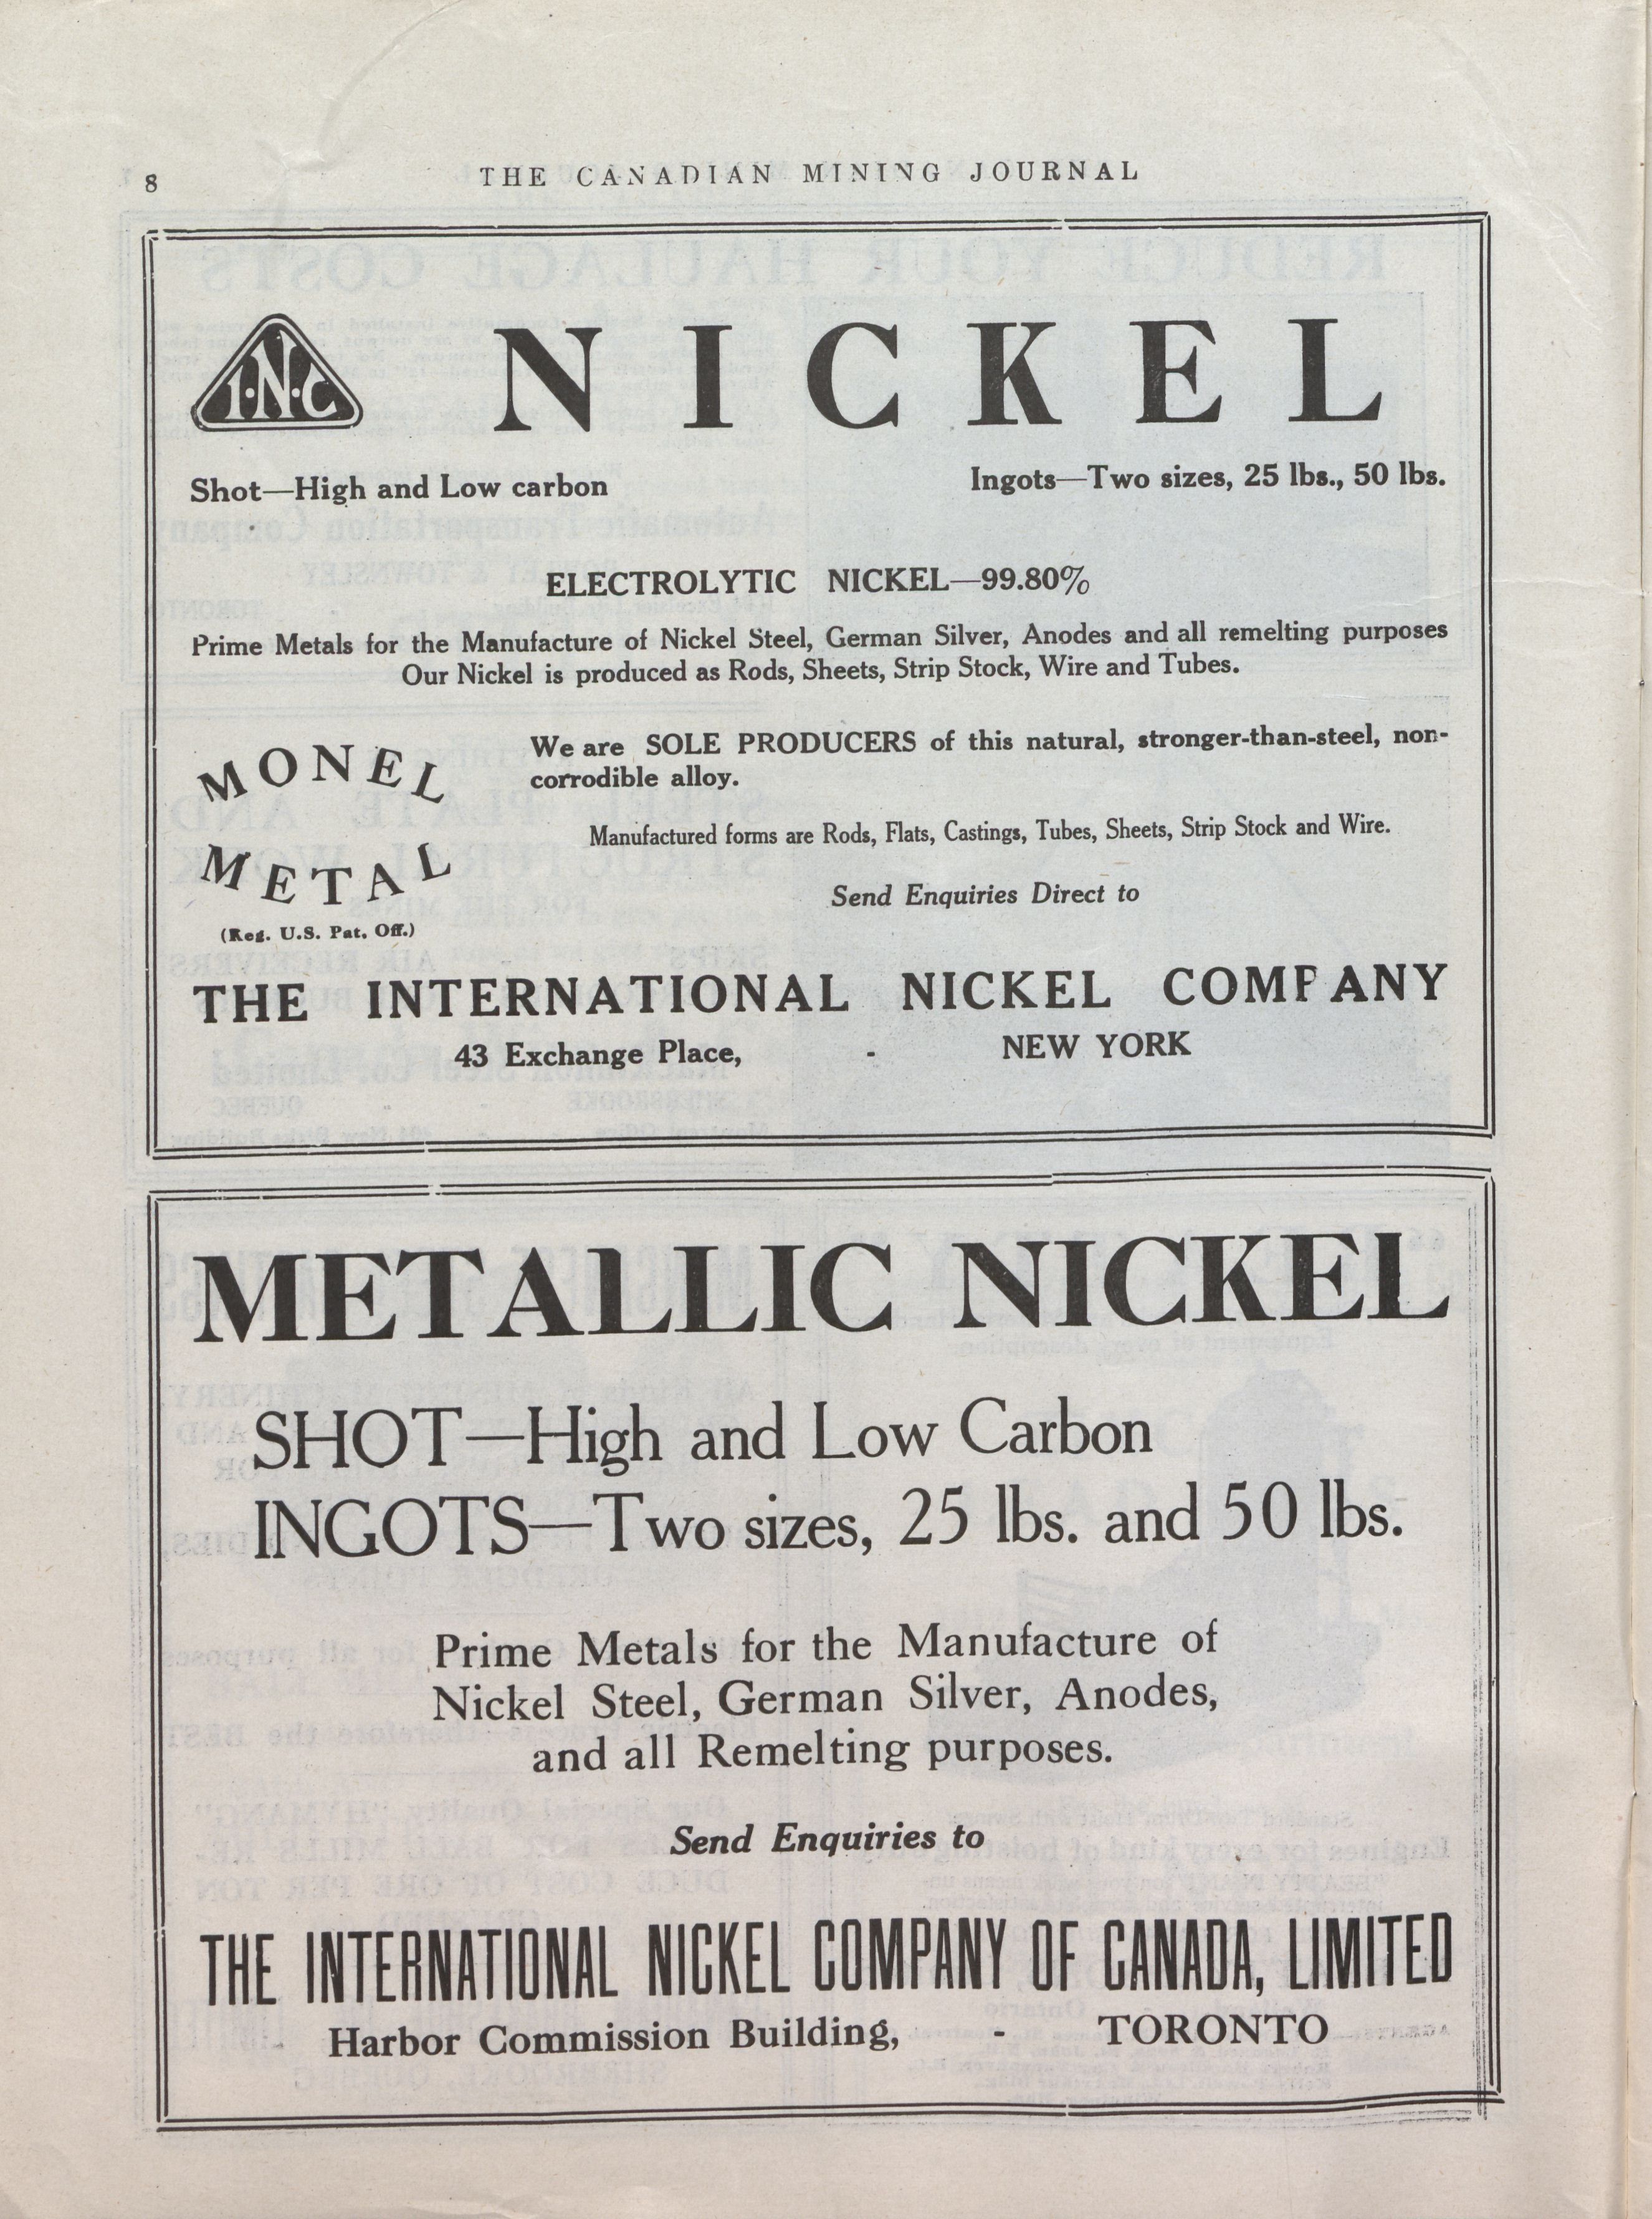 8
THE CANADIAN MINING JOURNAL
I·N·C
NICKEL
Shot—High and Low carbon
Ingots—Two sizes, 25 lbs., 50 lbs.
ELECTROLYTIC NICKEL—99.80%
Prime Metals for the Manufacture of Nickel Steel, German Silver, Anodes and all remelting purposes
Our Nickel is produced as Rods, Sheets, Strip Stock, Wire and Tubes.
MONEL
METAL
(Reg. U.S. Pat. Off.)
We are SOLE PRODUCERS of this natural, stronger-than-steel, non-
corrodible alloy.
Manufactured forms are Rods, Flats, Castings, Tubes, Sheets, Strip Stock and Wire.
Send Enquiries Direct to
THE INTERNATIONAL NICKEL COMPANY
43 Exchange Place, - NEW YORK
METALLIC NICKEL
SHOT—High and Low Carbon
INGOTS—Two sizes, 25 lbs. and 50 lbs.
Prime Metals for the Manufacture of
Nickel Steel, German Silver, Anodes,
and all Remelting purposes.
Send Enquiries to
THE INTERNATIONAL NICKEL COMPANY OF CANADA, LIMITED
Harbor Commission Building, - TORONTO